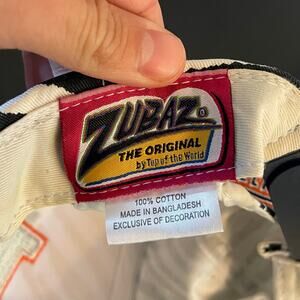 ZUBAZ
THE ORIGINAL
by Top of the World
100% COTTON
MADE IN BANGLADESH
EXCLUSIVE OF DECORATION